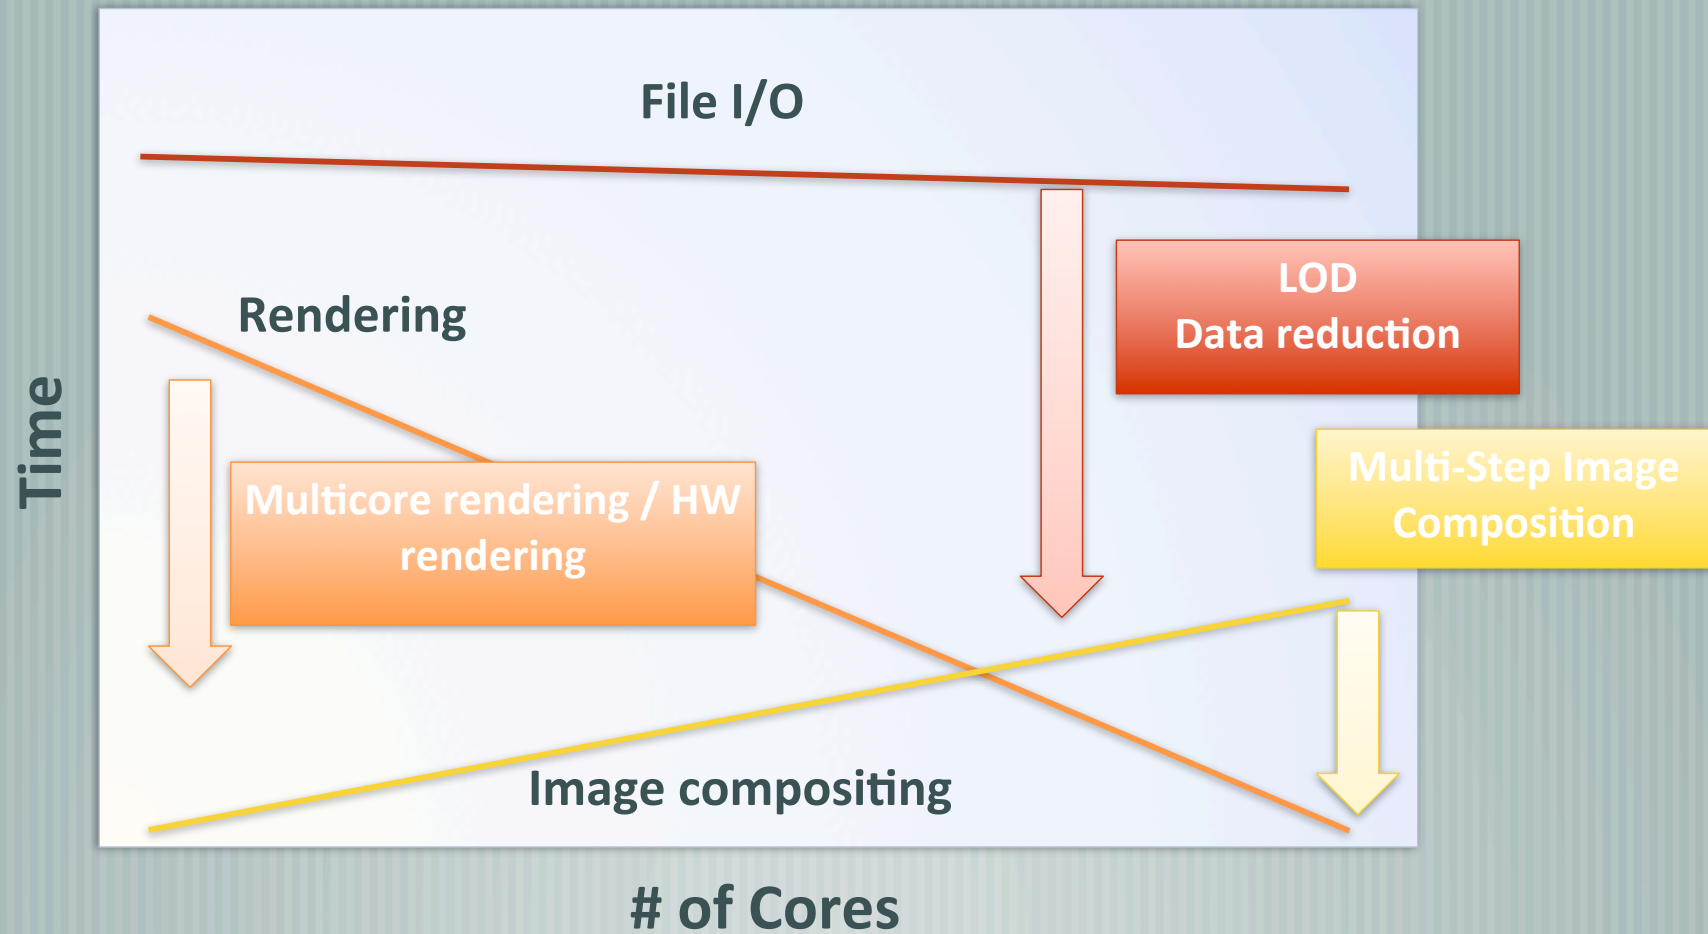 File I/O
LOD
Data reduction
Rendering
Time
Multicore rendering / HW
rendering
Multi-Step Image
Composition
Image compositing
# of Cores